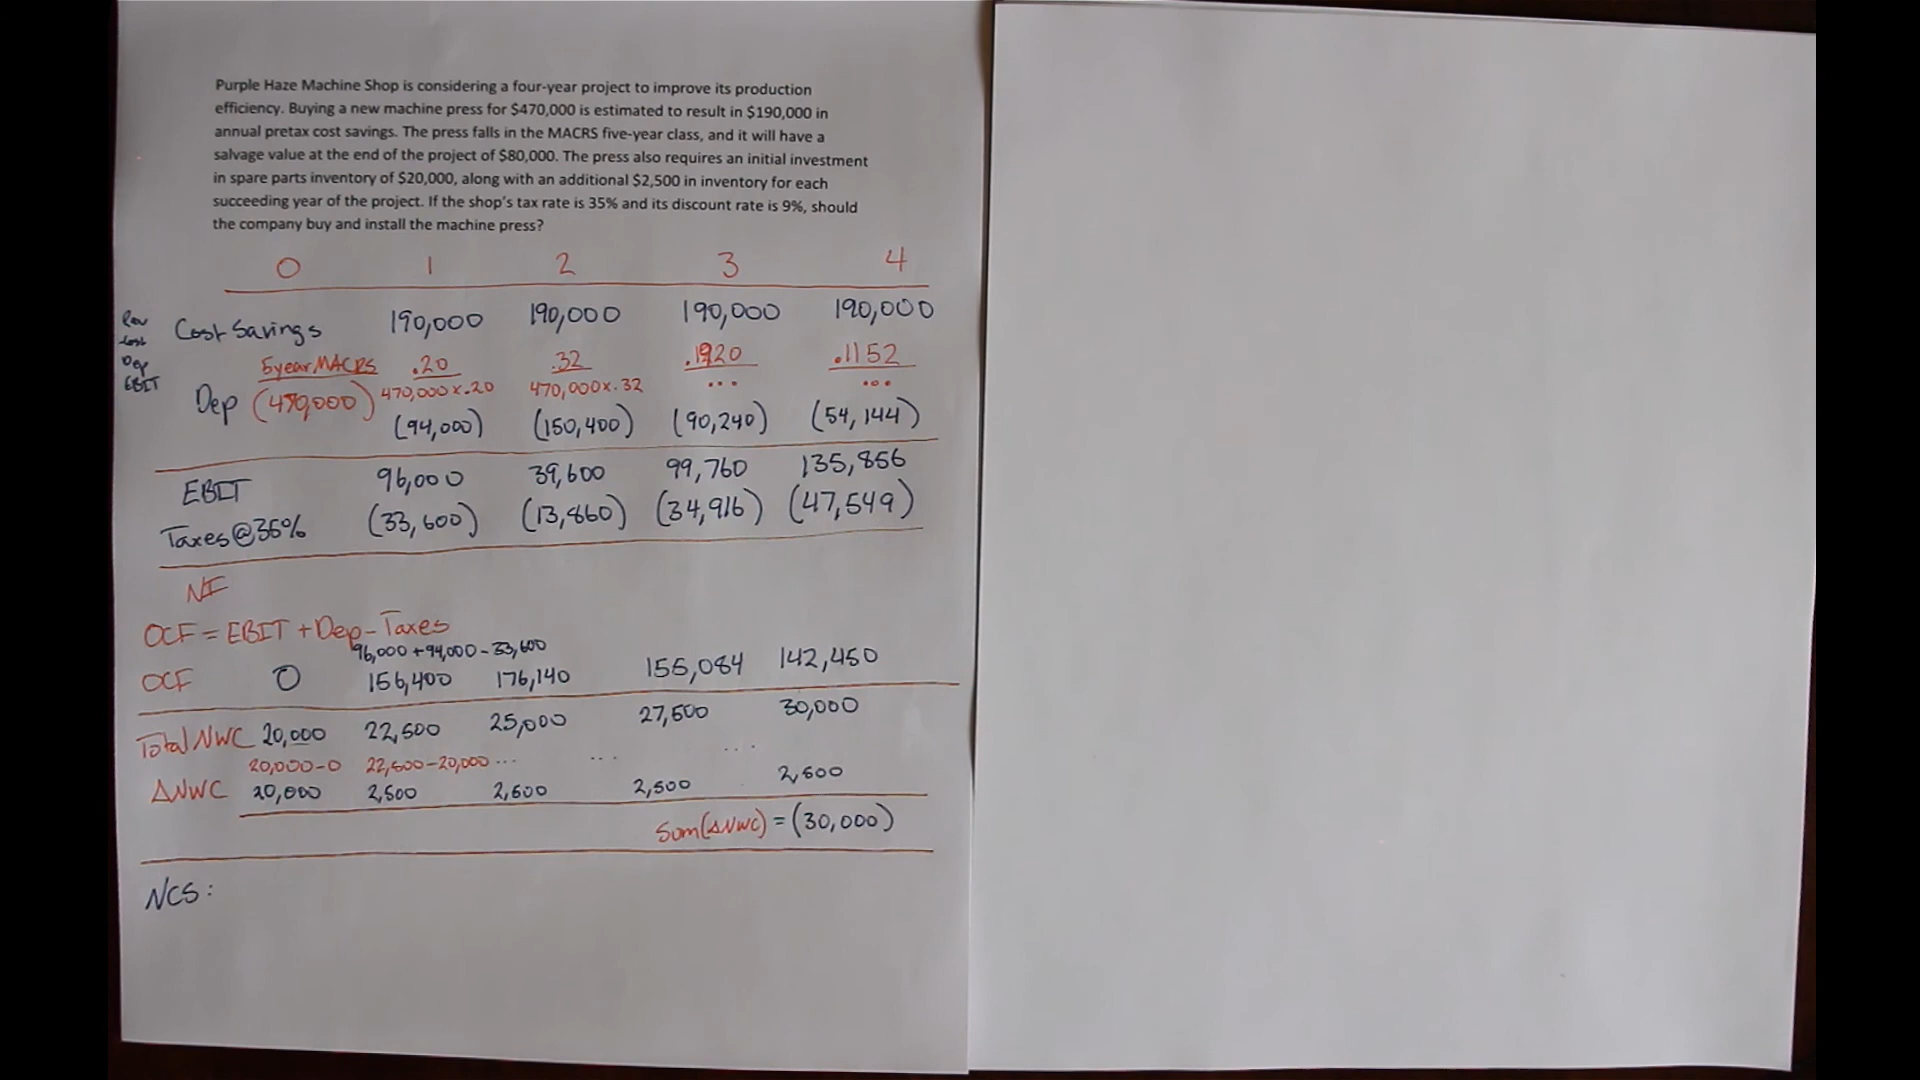 Purple Haze Machine Shop is considering a four-year project to improve its production
efficiency. Buying a new machine press for $470,000 is estimated to result in $190,000 in
annual pretax cost savings. The press falls in the MACRS five-year class, and it will have a
salvage value at the end of the project of $80,000. The press also requires an initial investment
in spare parts inventory of $20,000, along with an additional $2,500 in inventory for each
succeeding year of the project. If the shop's tax rate is 35% and its discount rate is 9%, should
the company buy and install the machine press?
0 1 2 3 4
Rev
Cost
Dep
EBIT
Cost Savings 190,000 190,000 190,000 190,000
5 year MACRS .20 .32 .1920 .1152
Dep (470,000) 470,000x.20 470,000x.32 ... ...
(94,000) (150,400) (90,240) (54,144)
EBIT 96,000 39,600 99,760 135,856
Taxes@35% (33,600) (13,860) (34,916) (47,549)
NI
OCF = EBIT + Dep - Taxes
96,000 + 94,000 - 33,600
OCF 0 156,400 176,140 155,084 142,450
Total NWC 20,000 22,500 25,000 27,500 30,000
20,000-0 22,500-20,000 ... ... ....
ΔNWC 20,000 2,500 2,500 2,500 2,500
Sum(ΔNWC) = (30,000)
NCS: